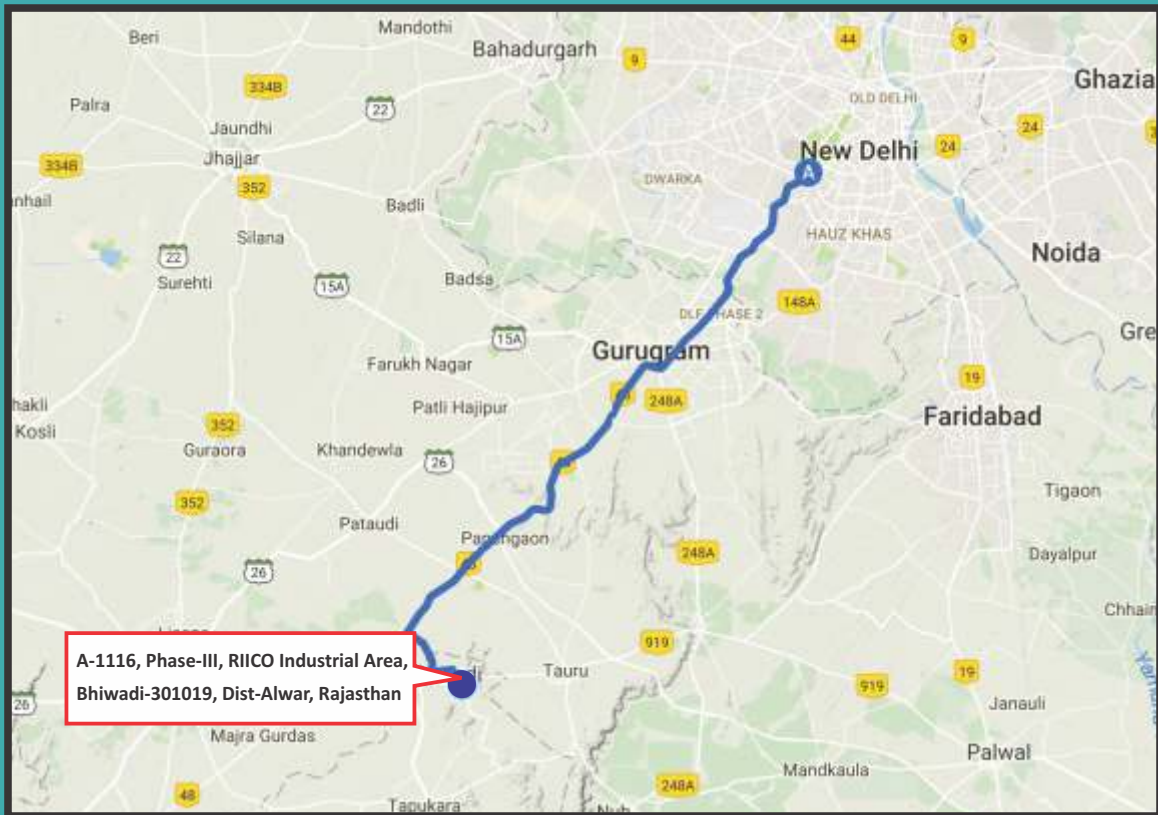 Mandothi
Beri
Bahadurgarh
44
9
9
334B
Ghazia
Palra
22
OLD DELHI
24
Jaundhi
24
New Delhi
Jhajjar
334B
A
DWARKA
352
Badli
Silana
HAUZ KHAS
22
Noida
Surehti
15A
Badsa
148A
DLF PHASE 2
Gre
15A
Gurugram
Farukh Nagar
19
248A
hakli
Patli Hajipur
Faridabad
Kosli
352
Guraora
Khandewla
26
Tigaon
352
Pataudi
248A
Dayalpur
26
Chhain
919
A-1116, Phase-III, RIICO Industrial Area,
Bhiwadi-301019, Dist-Alwar, Rajasthan
Tauru
919
19
26
Janauli
Majra Gurdas
Palwal
Mandkaula
248A
48
Tapukara
Nuh